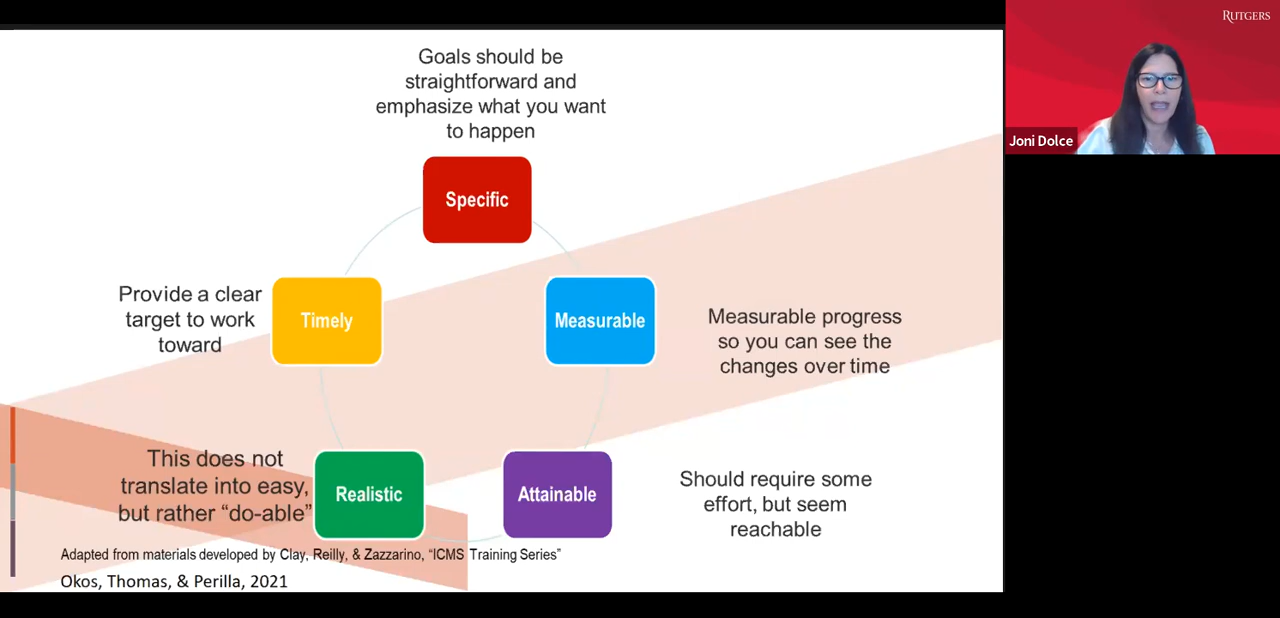 Goals should be
straightforward and
emphasize what you want
to happen
Specific
Provide a clear
target to work
toward
Timely
Measurable
Measurable progress
so you can see the
changes over time
This does not
translate into easy,
but rather “do-able”
Realistic
Attainable
Should require some
effort, but seem
reachable
Adapted from materials developed by Clay, Reilly, & Zazzarino, “ICMS Training Series”
Okos, Thomas, & Perilla, 2021
RUTGERS
Joni Dolce